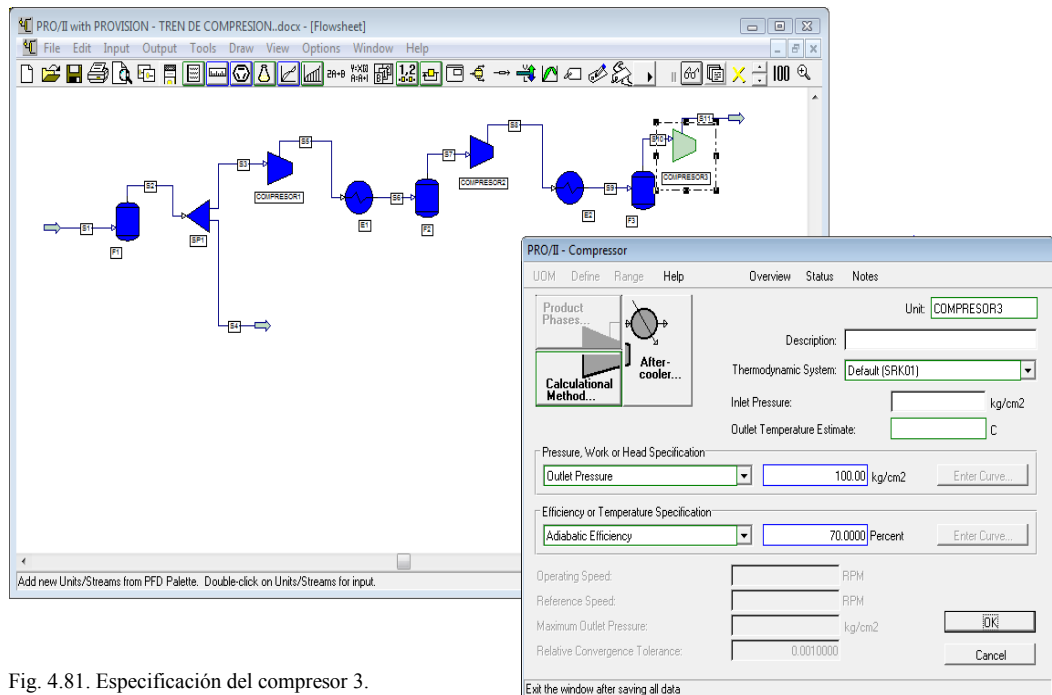 PRO/II with PROVISION - TREN DE COMPRESION..docx - [Flowsheet]
File Edit Input Output Tools Draw View Options Window Help
S1
F1
S2
SP1
S3
S4
COMPRESOR1
S5
E1
S6
F2
S7
COMPRESOR2
S8
E2
S9
F3
S10
S11
COMPRESOR3
Add new Units/Streams from PFD Palette. Double-click on Units/Streams for input.
PRO/II - Compressor
UOM Define Range Help Overview Status Notes
Product
Phases...
Calculational
Method...
After-
cooler...
Unit: COMPRESOR3
Description:
Thermodynamic System: Default (SRK01)
Inlet Pressure: kg/cm2
Outlet Temperature Estimate: C
Pressure, Work or Head Specification
Outlet Pressure 100.00 kg/cm2 Enter Curve...
Efficiency or Temperature Specification
Adiabatic Efficiency 70.0000 Percent Enter Curve...
Operating Speed: RPM
Reference Speed: RPM
Maximum Outlet Pressure: kg/cm2
Relative Convergence Tolerance: 0.0010000
OK
Cancel
Exit the window after saving all data
Fig. 4.81. Especificación del compresor 3.